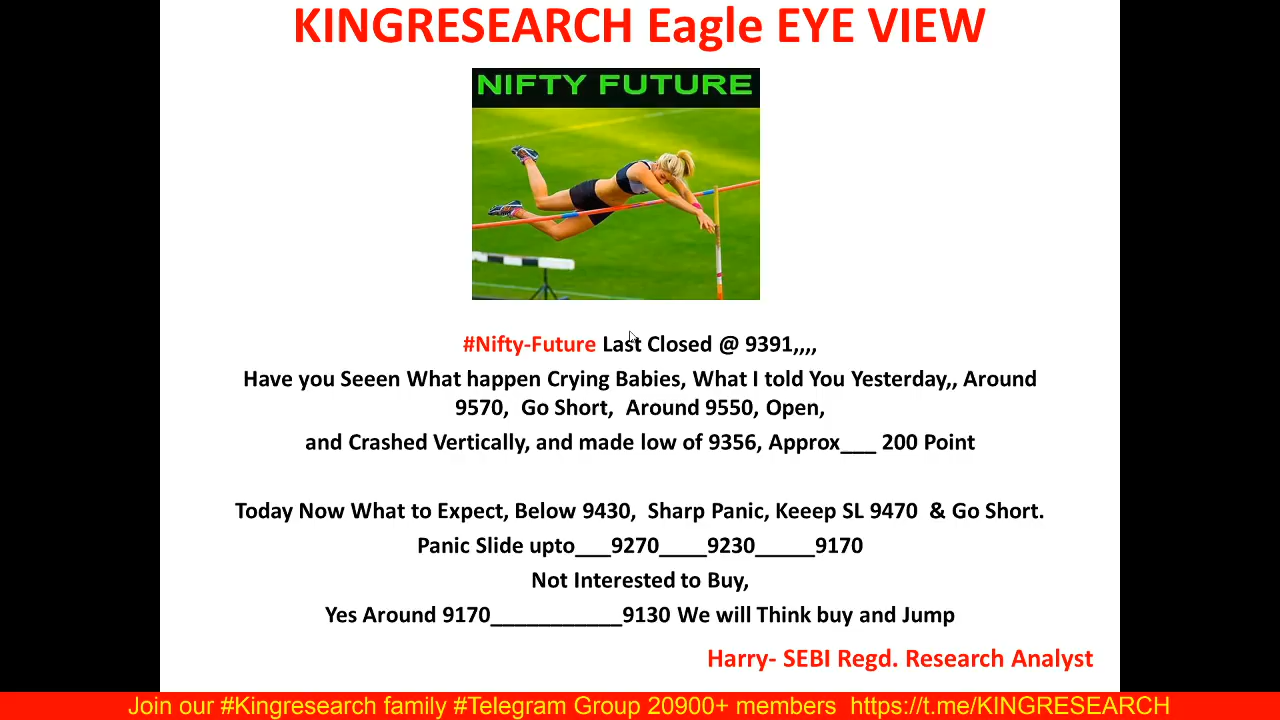 KINGRESEARCH Eagle EYE VIEW
NIFTY FUTURE
#Nifty-Future Last Closed @ 9391,,,,
Have you Seeen What happen Crying Babies, What I told You Yesterday,, Around
9570, Go Short, Around 9550, Open,
and Crashed Vertically, and made low of 9356, Approx___ 200 Point
Today Now What to Expect, Below 9430, Sharp Panic, Keeep SL 9470 & Go Short.
Panic Slide upto___9270____9230_____9170
Not Interested to Buy,
Yes Around 9170___________9130 We will Think buy and Jump
Harry- SEBI Regd. Research Analyst
Join our #Kingresearch family #Telegram Group 20900+ members https://t.me/KINGRESEARCH